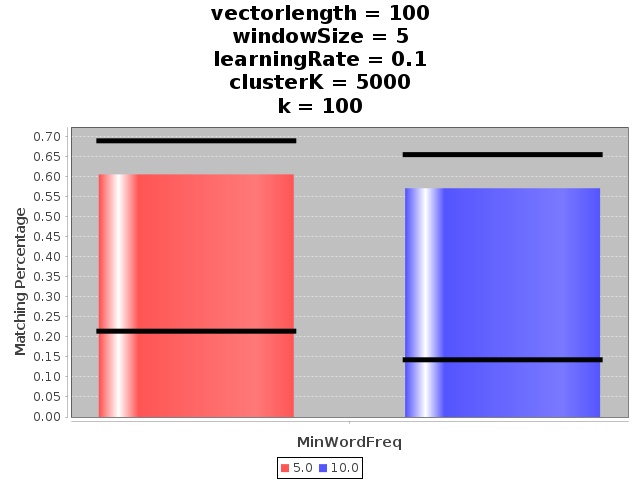 vectorlength = 100
windowSize = 5
learningRate = 0.1
clusterK = 5000
k = 100
Matching Percentage
0.70
0.65
0.60
0.55
0.50
0.45
0.40
0.35
0.30
0.25
0.20
0.15
0.10
0.05
0.00
MinWordFreq
5.0 10.0